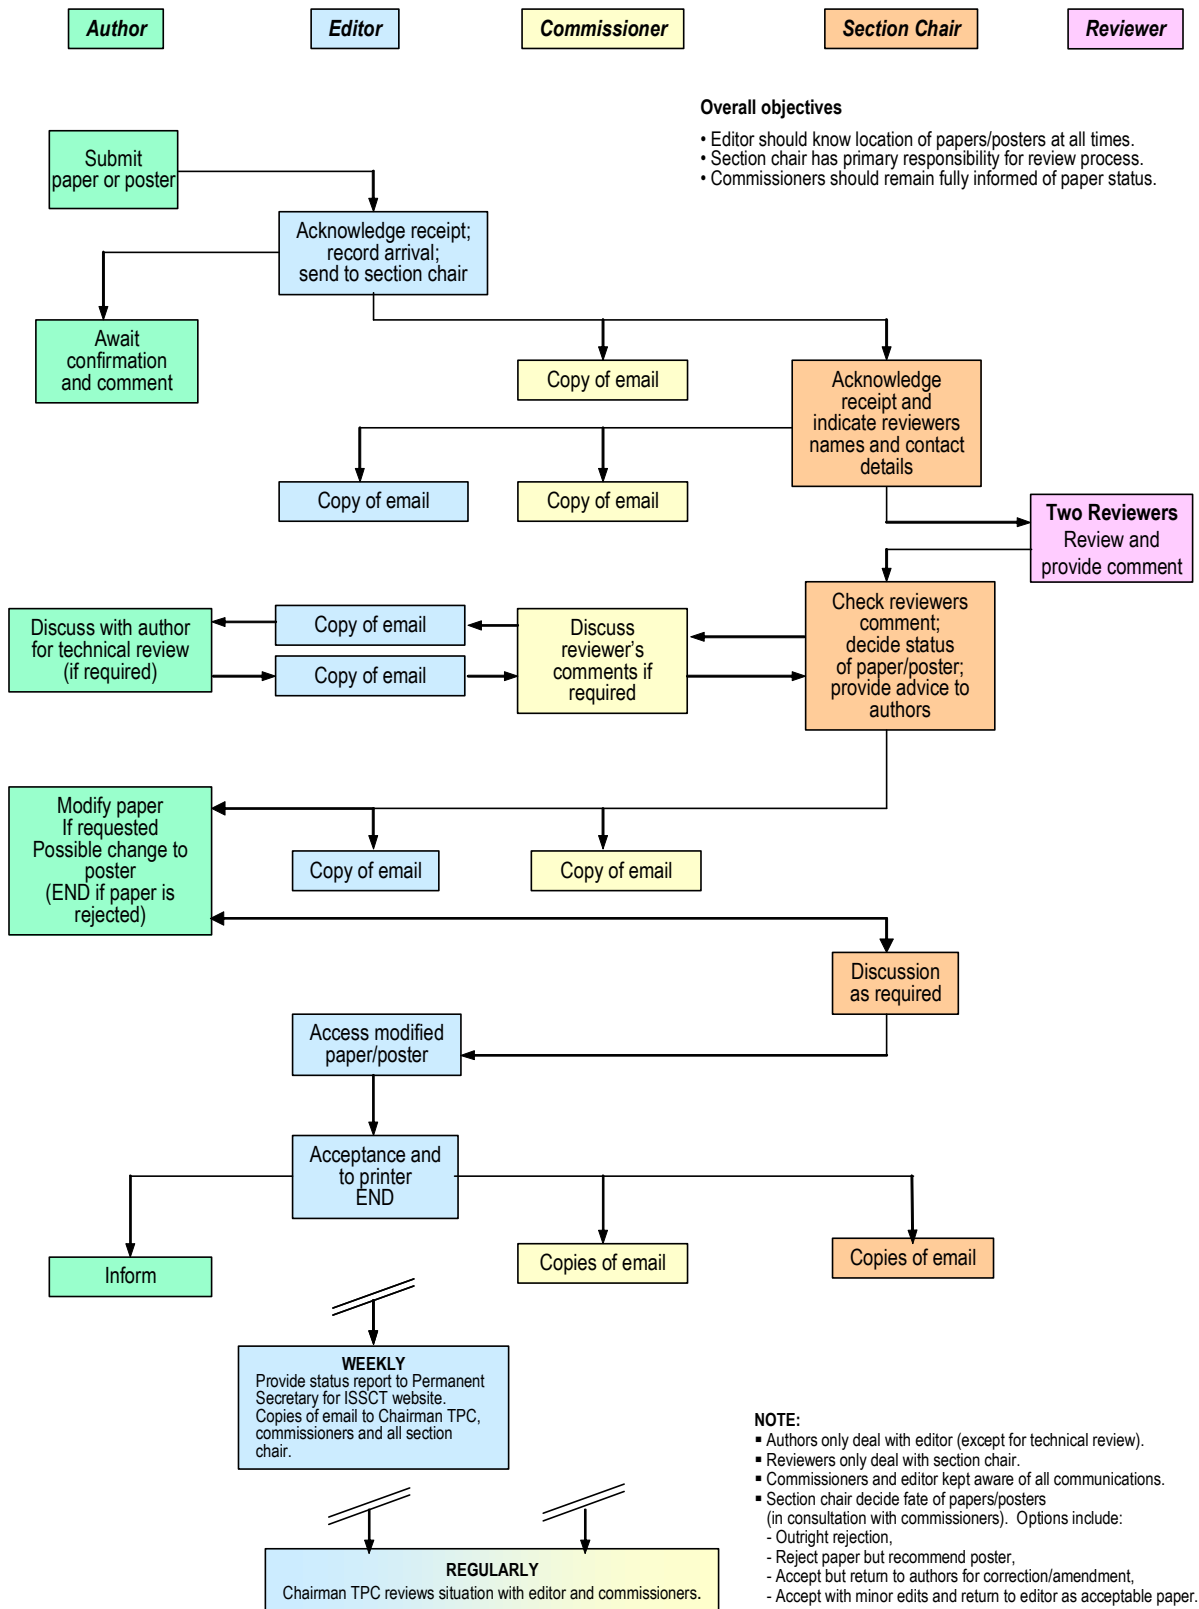 Author
Editor
Commissioner
Section Chair
Reviewer
Overall objectives
• Editor should know location of papers/posters at all times.
• Section chair has primary responsibility for review process.
• Commissioners should remain fully informed of paper status.
Submit
paper or poster
Acknowledge receipt;
record arrival;
send to section chair
Await
confirmation
and comment
Copy of email
Acknowledge
receipt and
indicate reviewers
names and contact
details
Copy of email
Copy of email
Two Reviewers
Review and
provide comment
Discuss with author
for technical review
(if required)
Copy of email
Copy of email
Discuss
reviewer's
comments if
required
Check reviewers
comment;
decide status
of paper/poster;
provide advice to
authors
Modify paper
If requested
Possible change to
poster
(END if paper is
rejected)
Copy of email
Copy of email
Discussion
as required
Access modified
paper/poster
Acceptance and
to printer
END
Inform
Copies of email
Copies of email
WEEKLY
Provide status report to Permanent
Secretary for ISSCT website.
Copies of email to Chairman TPC,
commissioners and all section
chair.
REGULARLY
Chairman TPC reviews situation with editor and commissioners.
NOTE:
▪ Authors only deal with editor (except for technical review).
▪ Reviewers only deal with section chair.
▪ Commissioners and editor kept aware of all communications.
▪ Section chair decide fate of papers/posters
(in consultation with commissioners). Options include:
- Outright rejection,
- Reject paper but recommend poster,
- Accept but return to authors for correction/amendment,
- Accept with minor edits and return to editor as acceptable paper.